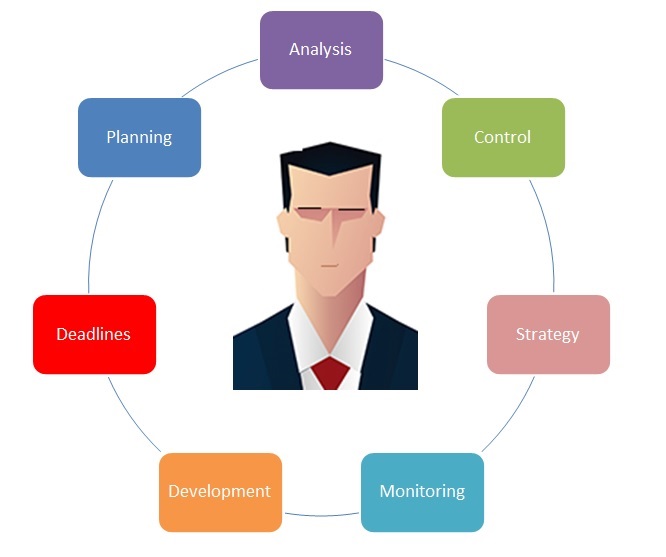 Analysis
Planning
Control
Deadlines
Strategy
Development
Monitoring